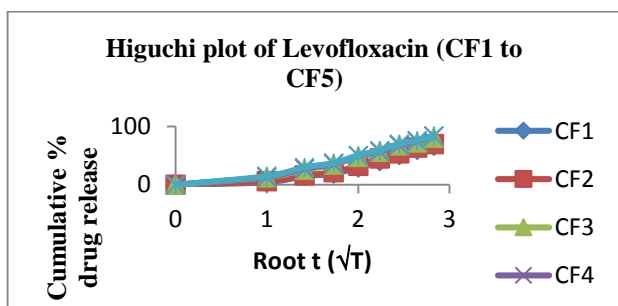 Higuchi plot of Levofloxacin (CF1 to
CF5)
Cumulative %
drug release
100
0
0 1 2 3
Root t (√T)
CF1
CF2
CF3
CF4